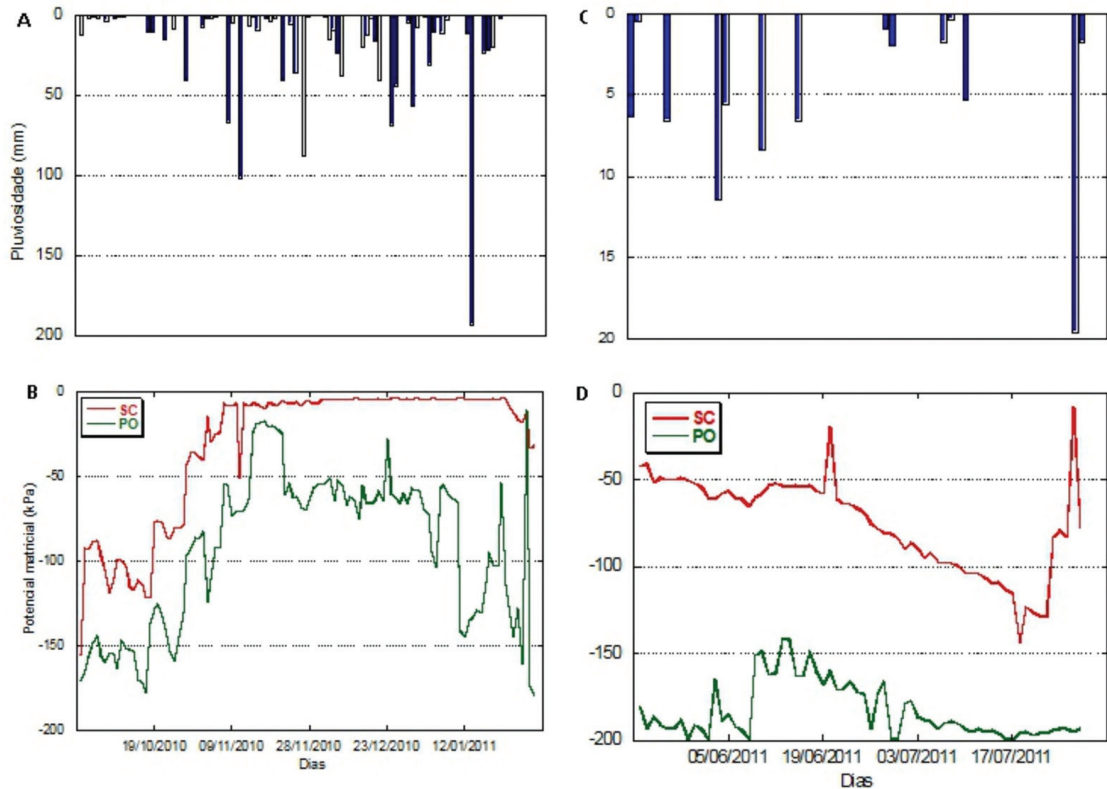 A
Pluviosidade (mm)
0
50
100
150
200
C
0
5
10
15
20
B
Potencial matricial (kPa)
0
-50
-100
-150
-200
SC
PO
19/10/2010 09/11/2010 28/11/2010 23/12/2010 12/01/2011
Dias
D
0
-50
-100
-150
-200
SC
PO
05/06/2011 19/06/2011 03/07/2011 17/07/2011
Dias